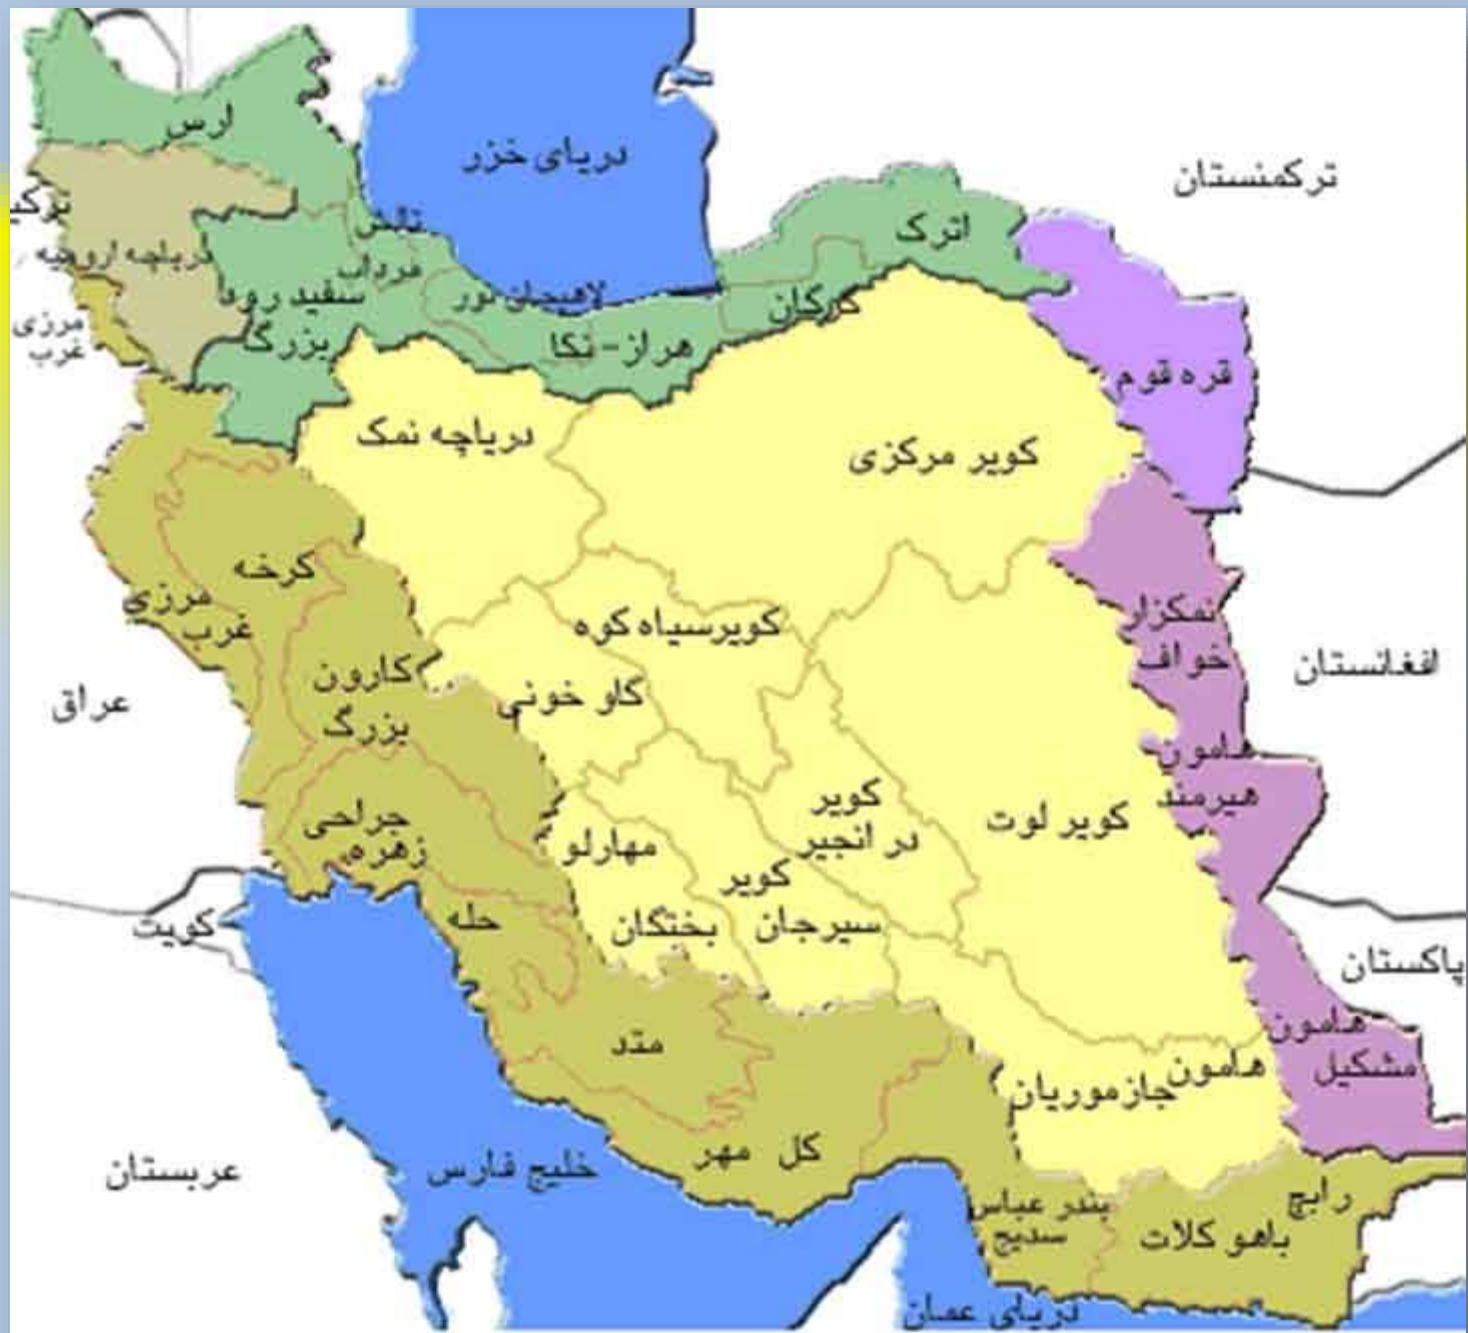 ارس
دریای خزر
ترکمنستان
ترکیه
تالش
اترک
دریاچه ارومیه
مرداب
سفید رود
بزرگ
لاهیجان نور
گرگان
مرزی
غرب
هراز-نکا
قره قوم
دریاچه نمک
کویر مرکزی
کرخه
مرزی
غرب
کویرسیاه کوه
نمکزار
خواف
افغانستان
کارون
بزرگ
گاو خونی
عراق
هامون
هیرمند
کویر
در انجیر
کویر لوت
جراحی
زهره
مهارلو
بختگان
کویر
سیرجان
حله
کویت
پاکستان
مند
هامون
مشکیل
هامون
جازموریان
کل مهر
خلیج فارس
عربستان
بندر عباس
سدیج
رابچ
باهو کلات
دریای عمان